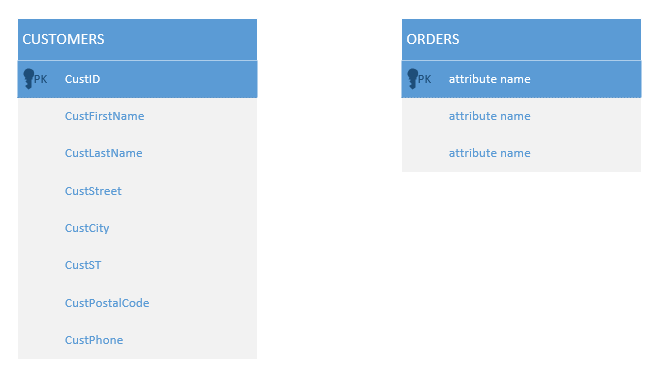 CUSTOMERS
PK CustID
CustFirstName
CustLastName
CustStreet
CustCity
CustST
CustPostalCode
CustPhone
ORDERS
PK attribute name
attribute name
attribute name